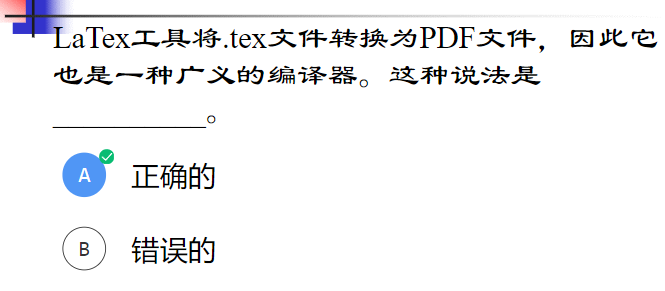 LaTex工具将.tex文件转换为PDF文件，因此它
也是一种广义的编译器。这种说法是
___________。
A 正确的
B 错误的